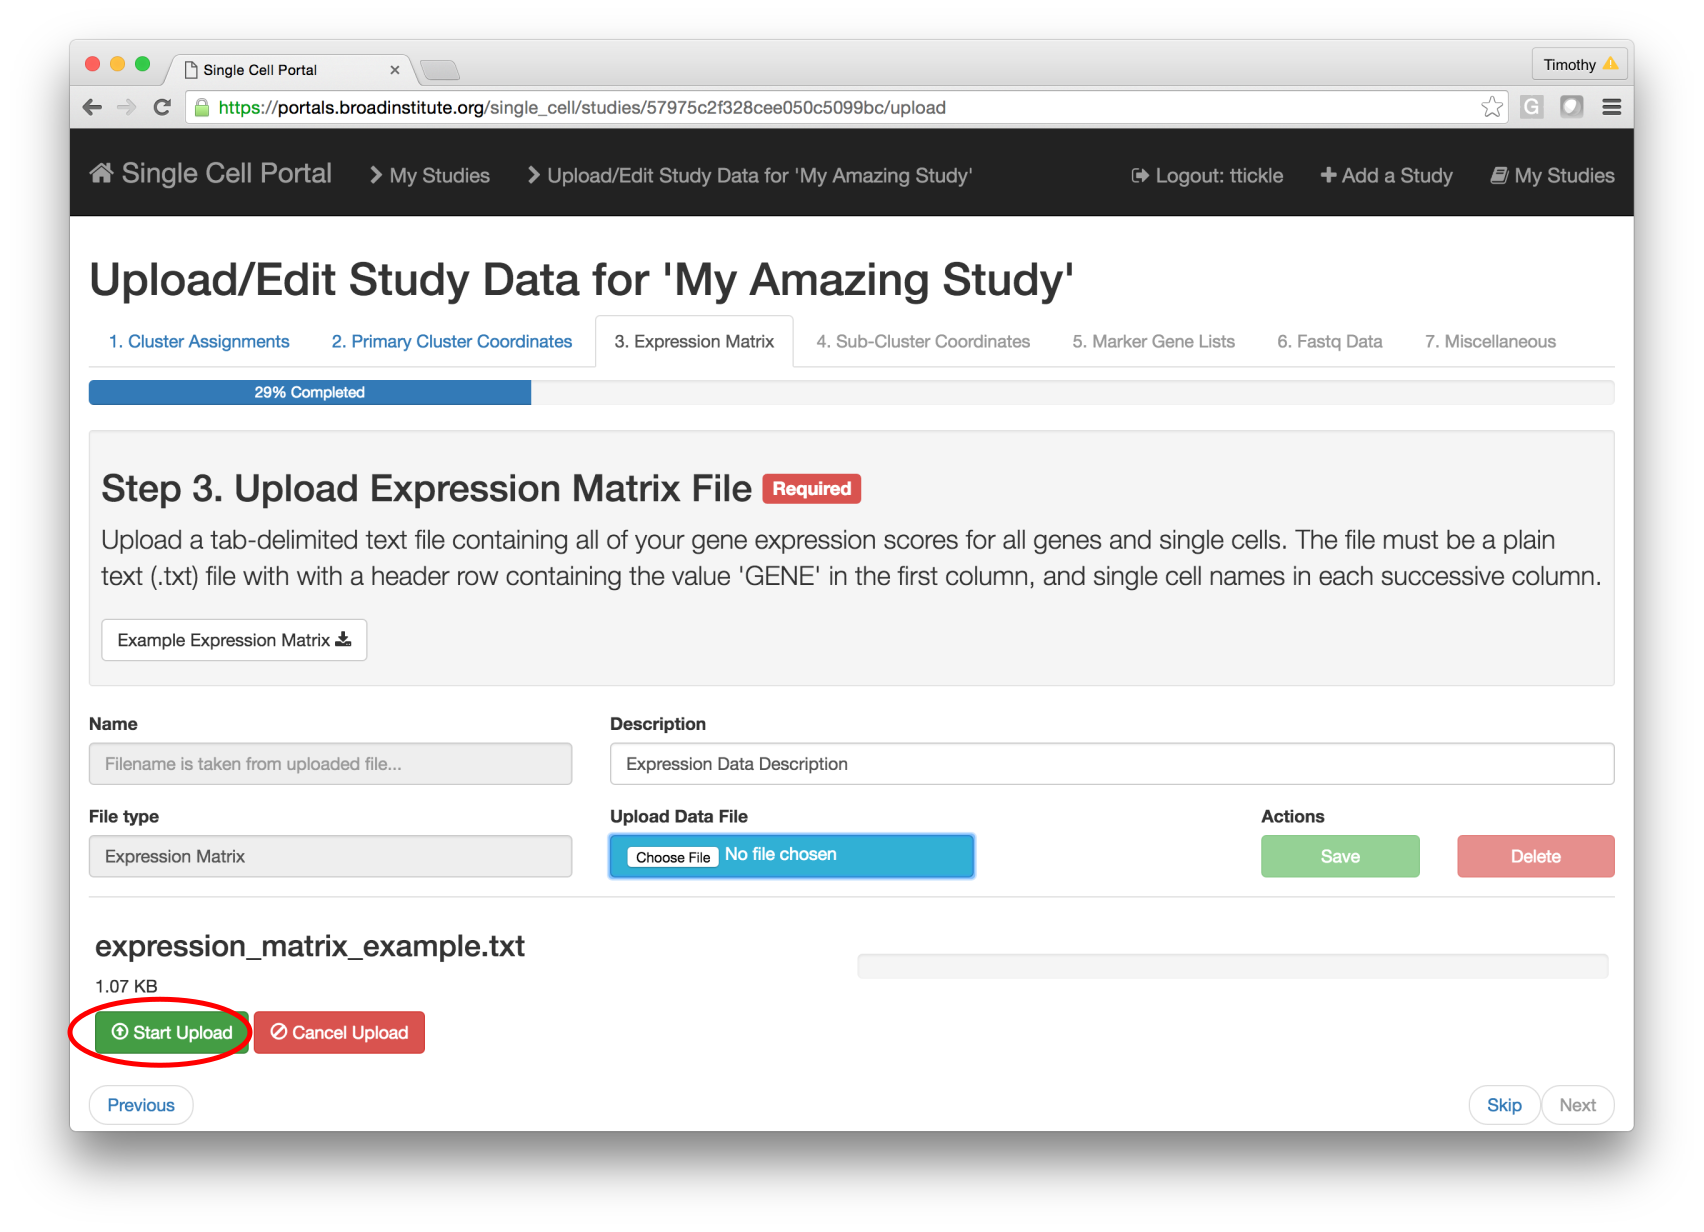 Single Cell Portal
Timothy
https://portals.broadinstitute.org/single_cell/studies/57975c2f328cee050c5099bc/upload
G
Single Cell Portal My Studies Upload/Edit Study Data for 'My Amazing Study' Logout: ttickle Add a Study My Studies
Upload/Edit Study Data for 'My Amazing Study'
1. Cluster Assignments 2. Primary Cluster Coordinates 3. Expression Matrix 4. Sub-Cluster Coordinates 5. Marker Gene Lists 6. Fastq Data 7. Miscellaneous
29% Completed
Step 3. Upload Expression Matrix File Required
Upload a tab-delimited text file containing all of your gene expression scores for all genes and single cells. The file must be a plain
text (.txt) file with with a header row containing the value 'GENE' in the first column, and single cell names in each successive column.
Example Expression Matrix
Name Description
Filename is taken from uploaded file... Expression Data Description
File type Upload Data File Actions
Expression Matrix Choose File No file chosen Save Delete
expression_matrix_example.txt
1.07 KB
Start Upload Cancel Upload
Previous Skip Next